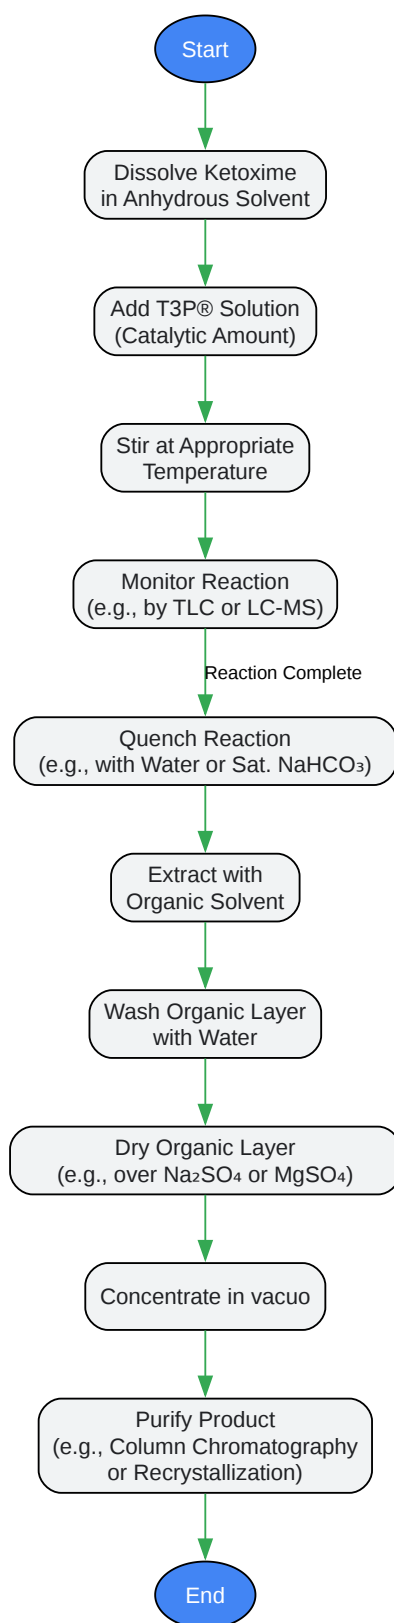 Start
Dissolve Ketoxime
in Anhydrous Solvent
Add T3P® Solution
(Catalytic Amount)
Stir at Appropriate
Temperature
Monitor Reaction
(e.g., by TLC or LC-MS)
Reaction Complete
Quench Reaction
(e.g., with Water or Sat. NaHCO₃)
Extract with
Organic Solvent
Wash Organic Layer
with Water
Dry Organic Layer
(e.g., over Na₂SO₄ or MgSO₄)
Concentrate in vacuo
Purify Product
(e.g., Column Chromatography
or Recrystallization)
End